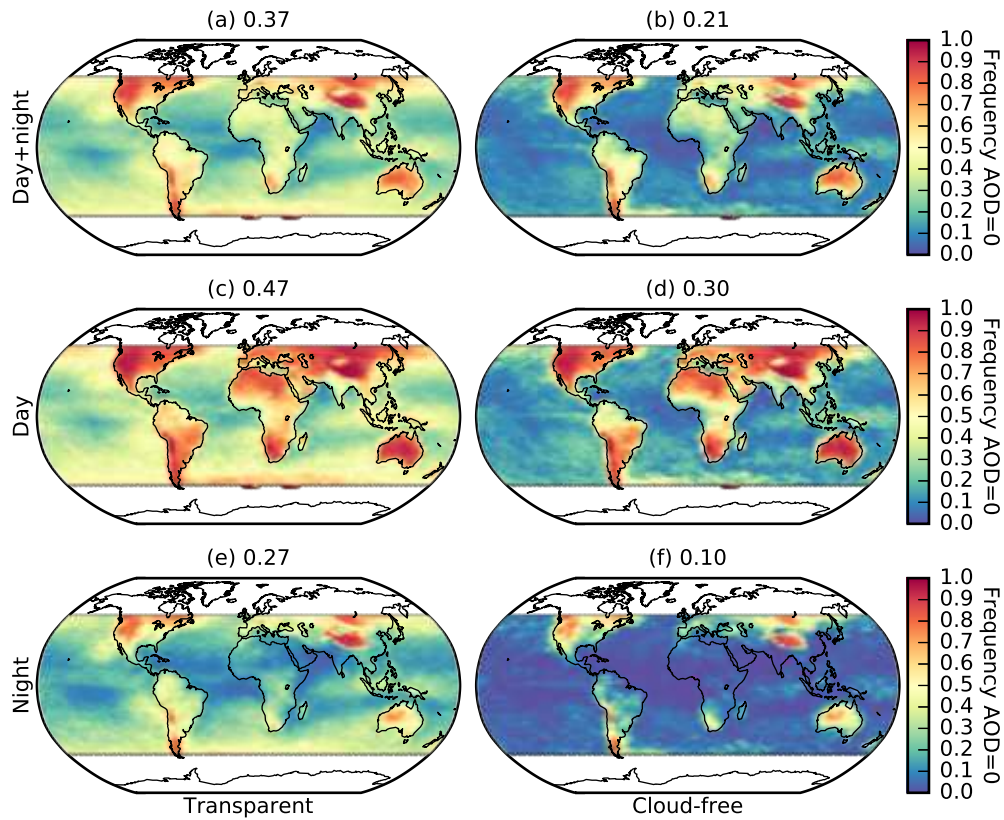 (a) 0.37
(b) 0.21
Day+night
1.0
0.9
0.8
0.7
0.6
0.5
0.4
0.3
0.2
0.1
0.0
Frequency AOD=0
(c) 0.47
(d) 0.30
Day
1.0
0.9
0.8
0.7
0.6
0.5
0.4
0.3
0.2
0.1
0.0
Frequency AOD=0
(e) 0.27
(f) 0.10
Night
1.0
0.9
0.8
0.7
0.6
0.5
0.4
0.3
0.2
0.1
0.0
Frequency AOD=0
Transparent
Cloud-free